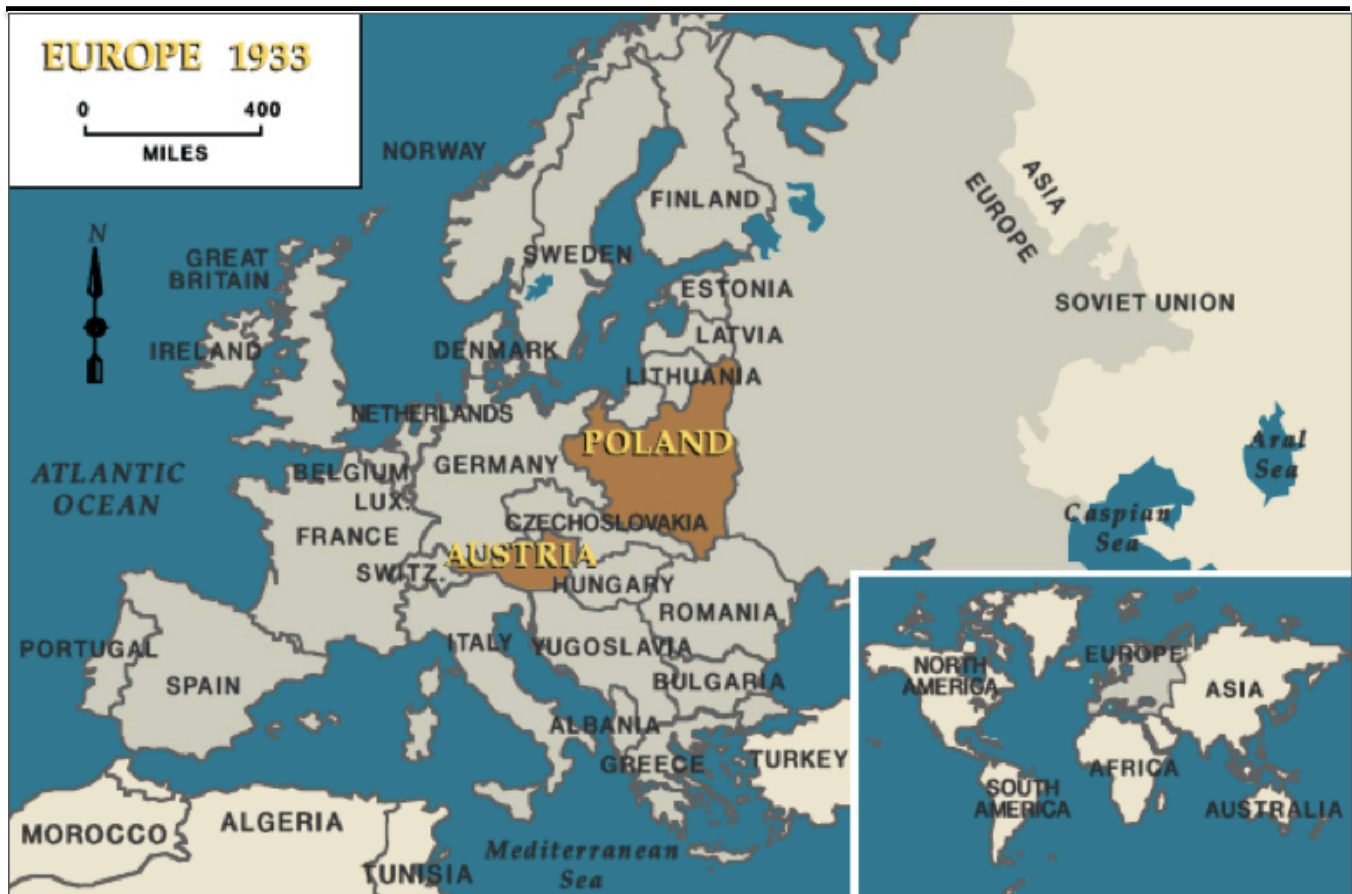 EUROPE 1933
0 400
MILES
N
NORWAY
FINLAND
SWEDEN
ASIA
EUROPE
GREAT
BRITAIN
ESTONIA
SOVIET UNION
IRELAND
DENMARK
LATVIA
LITHUANIA
NETHERLANDS
POLAND
ATLANTIC
OCEAN
BELGIUM
GERMANY
LUX.
Aral
Sea
FRANCE
CZECHOSLOVAKIA
Caspian
Sea
AUSTRIA
SWITZ.
HUNGARY
ROMANIA
PORTUGAL
ITALY
YUGOSLAVIA
SPAIN
BULGARIA
ALBANIA
GREECE
TURKEY
MOROCCO
ALGERIA
TUNISIA
Mediterranean
Sea
NORTH
AMERICA
EUROPE
ASIA
AFRICA
SOUTH
AMERICA
AUSTRALIA